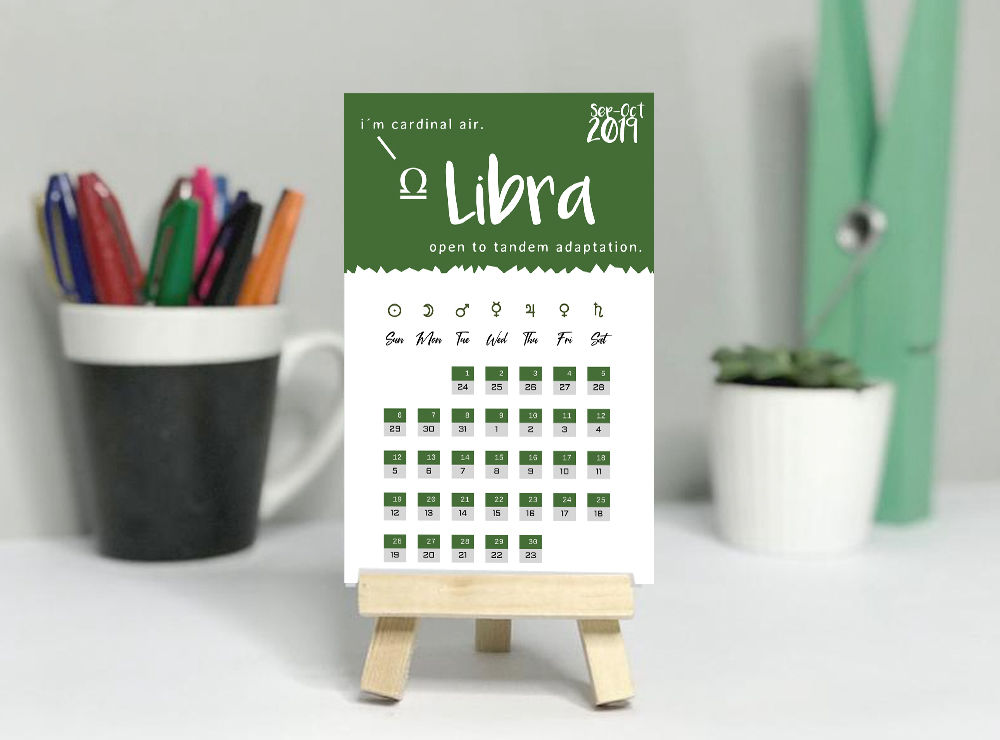 Sep-Oct
2019
i´m cardinal air.
♎ Libra
open to tandem adaptation.
☉ ☽ ♂ ☿ ♃ ♀ ♄
Sun Mon Tue Wed Thu Fri Sat
1 2 3 4 5
24 25 26 27 28
6 7 8 9 10 11 12
29 30 31 1 2 3 4
12 13 14 15 16 17 18
5 6 7 8 9 10 11
19 20 21 22 23 24 25
12 13 14 15 16 17 18
26 27 28 29 30
19 20 21 22 23